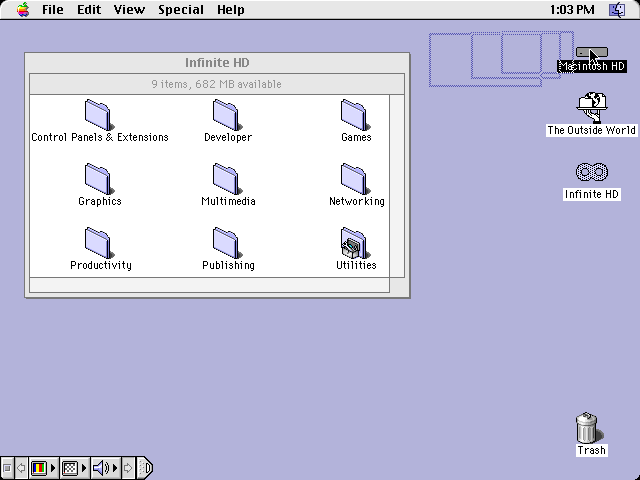 File Edit View Special Help 1:03 PM
Infinite HD
9 items, 682 MB available
Control Panels & Extensions Developer Games
Graphics Multimedia Networking
Productivity Publishing Utilities
Macintosh HD
The Outside World
Infinite HD
Trash